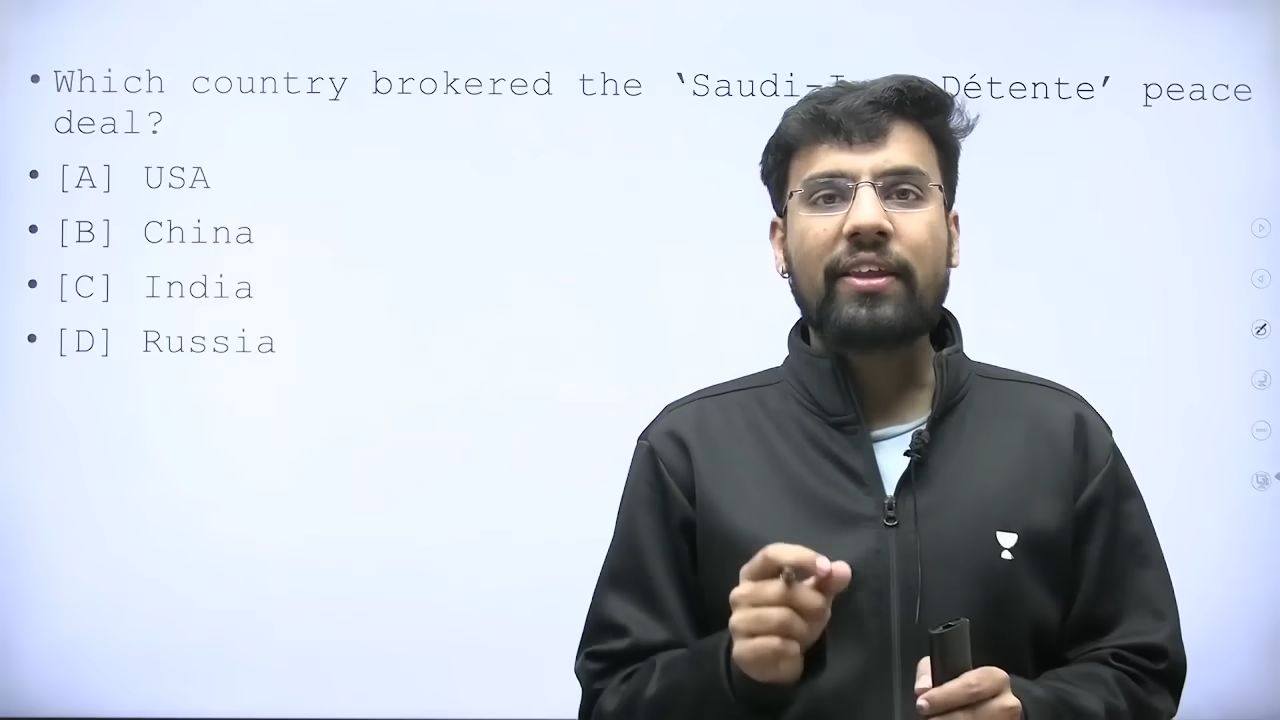 • Which country brokered the ‘Saudi- Détente’ peace
deal?
• [A] USA
• [B] China
• [C] India
• [D] Russia